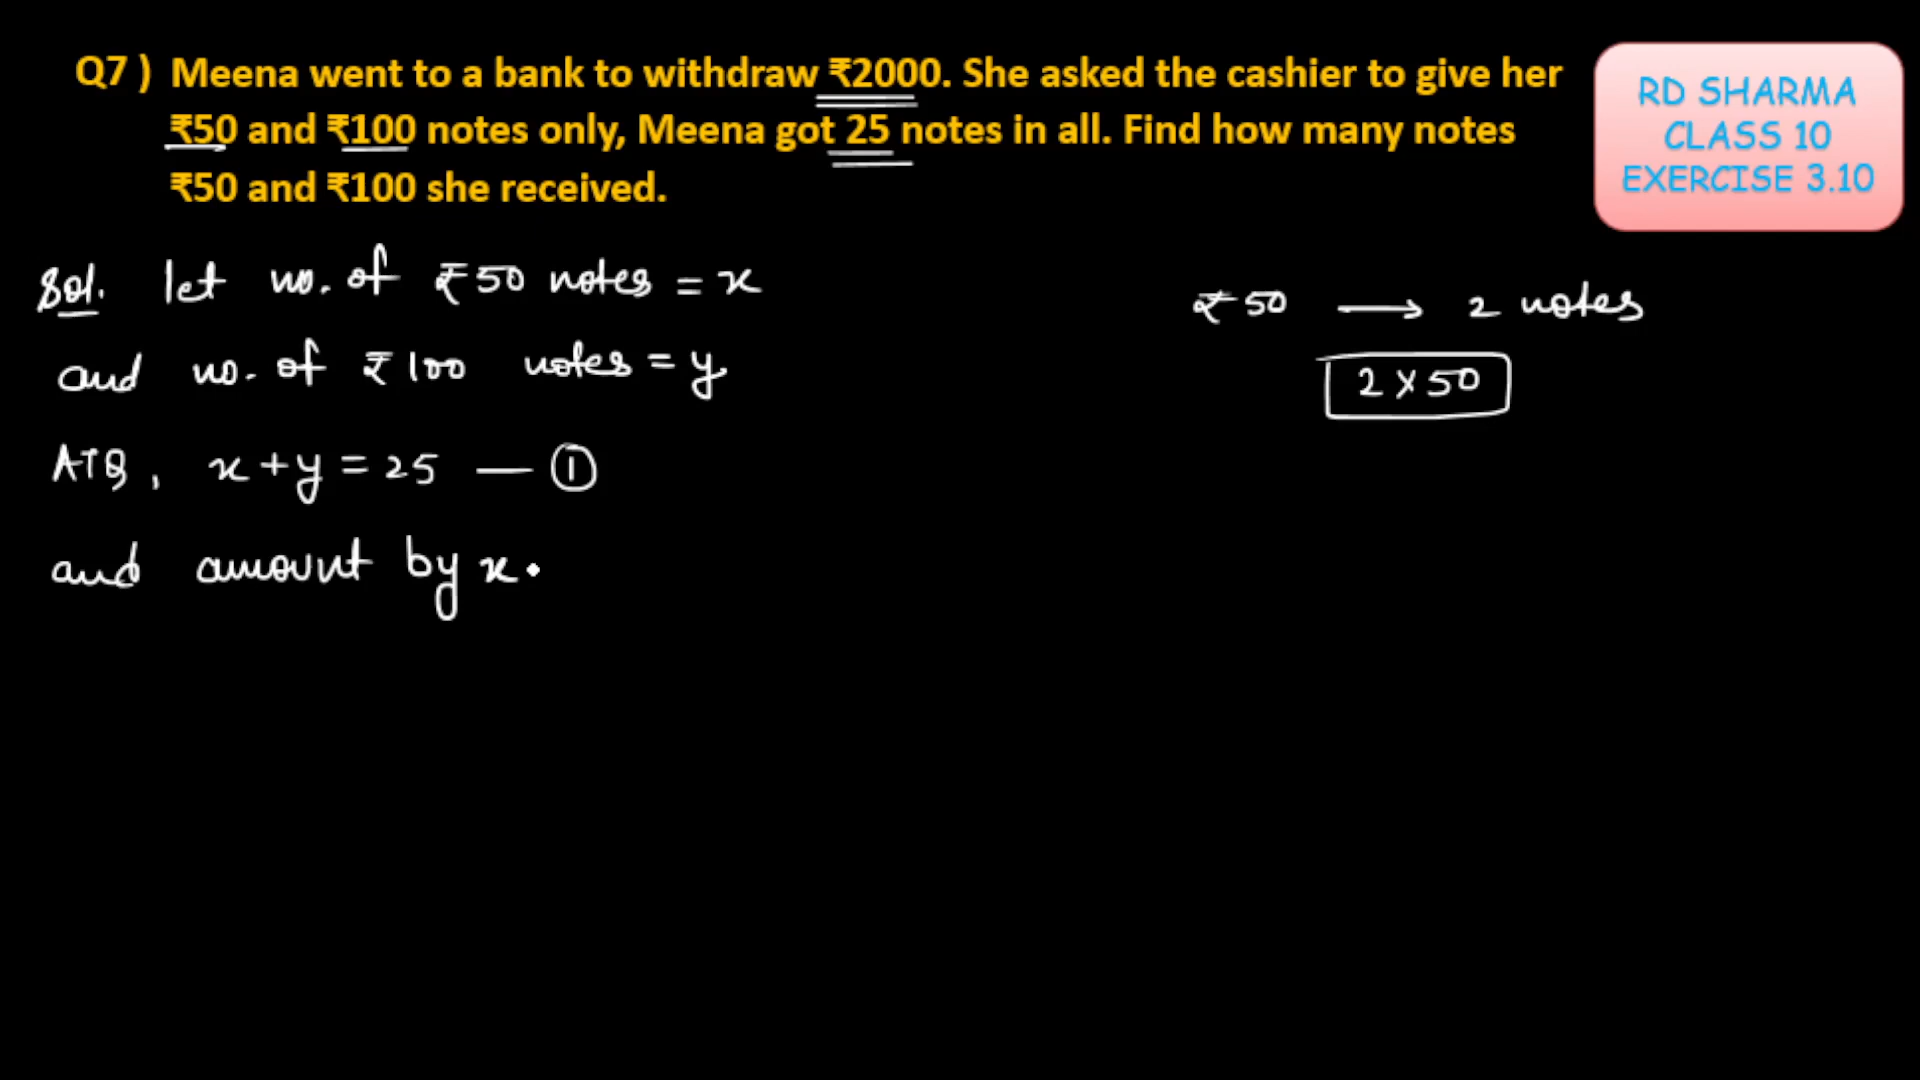 Q7 ) Meena went to a bank to withdraw ₹2000. She asked the cashier to give her
₹50 and ₹100 notes only, Meena got 25 notes in all. Find how many notes
₹50 and ₹100 she received.
RD SHARMA
CLASS 10
EXERCISE 3.10
Sol. let no. of ₹50 notes = x
and no. of ₹100 notes = y
ATQ, x+y = 25 — ①
and amount by x
₹50 ⟶ 2 notes
2 × 50